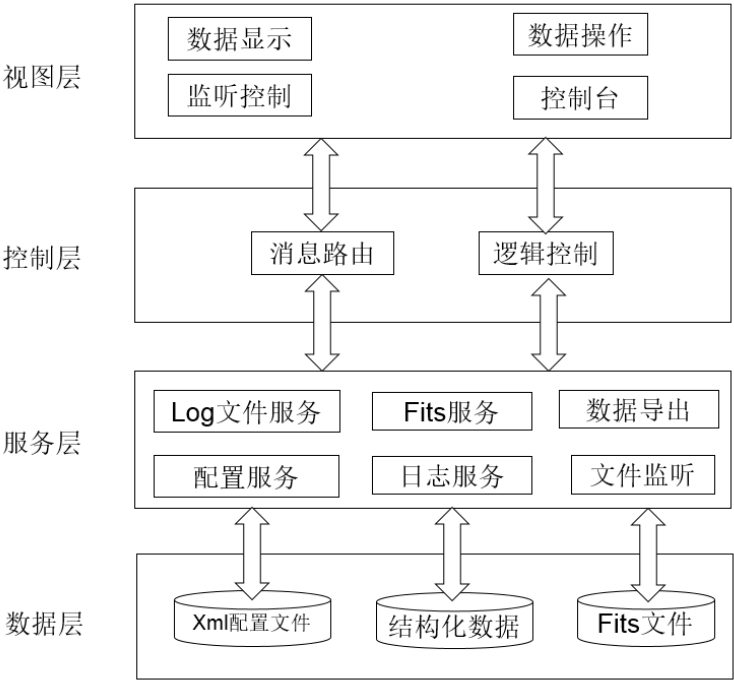 视图层
数据显示
数据操作
监听控制
控制台
控制层
消息路由
逻辑控制
服务层
Log文件服务
Fits服务
数据导出
配置服务
日志服务
文件监听
数据层
Xml配置文件
结构化数据
Fits文件